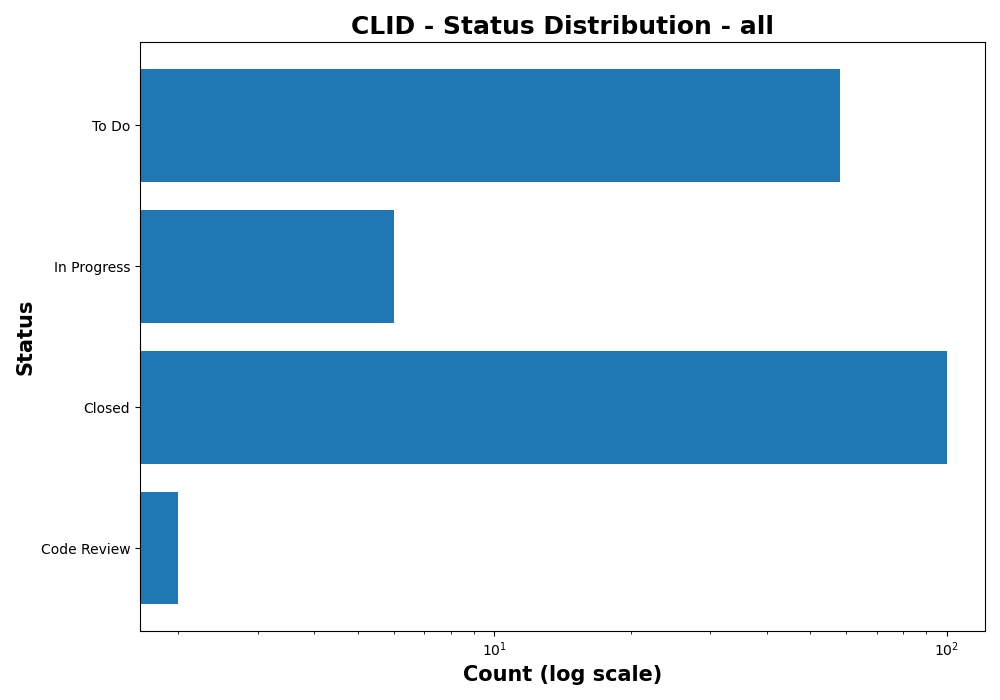 CLID - Status Distribution - all
To Do
In Progress
Closed
Code Review
Status
10¹
10²
Count (log scale)